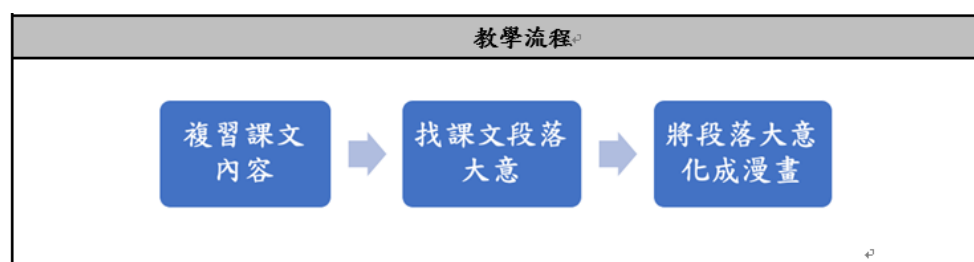 教學流程
複習課文
內容
找課文段落
大意
將段落大意
化成漫畫